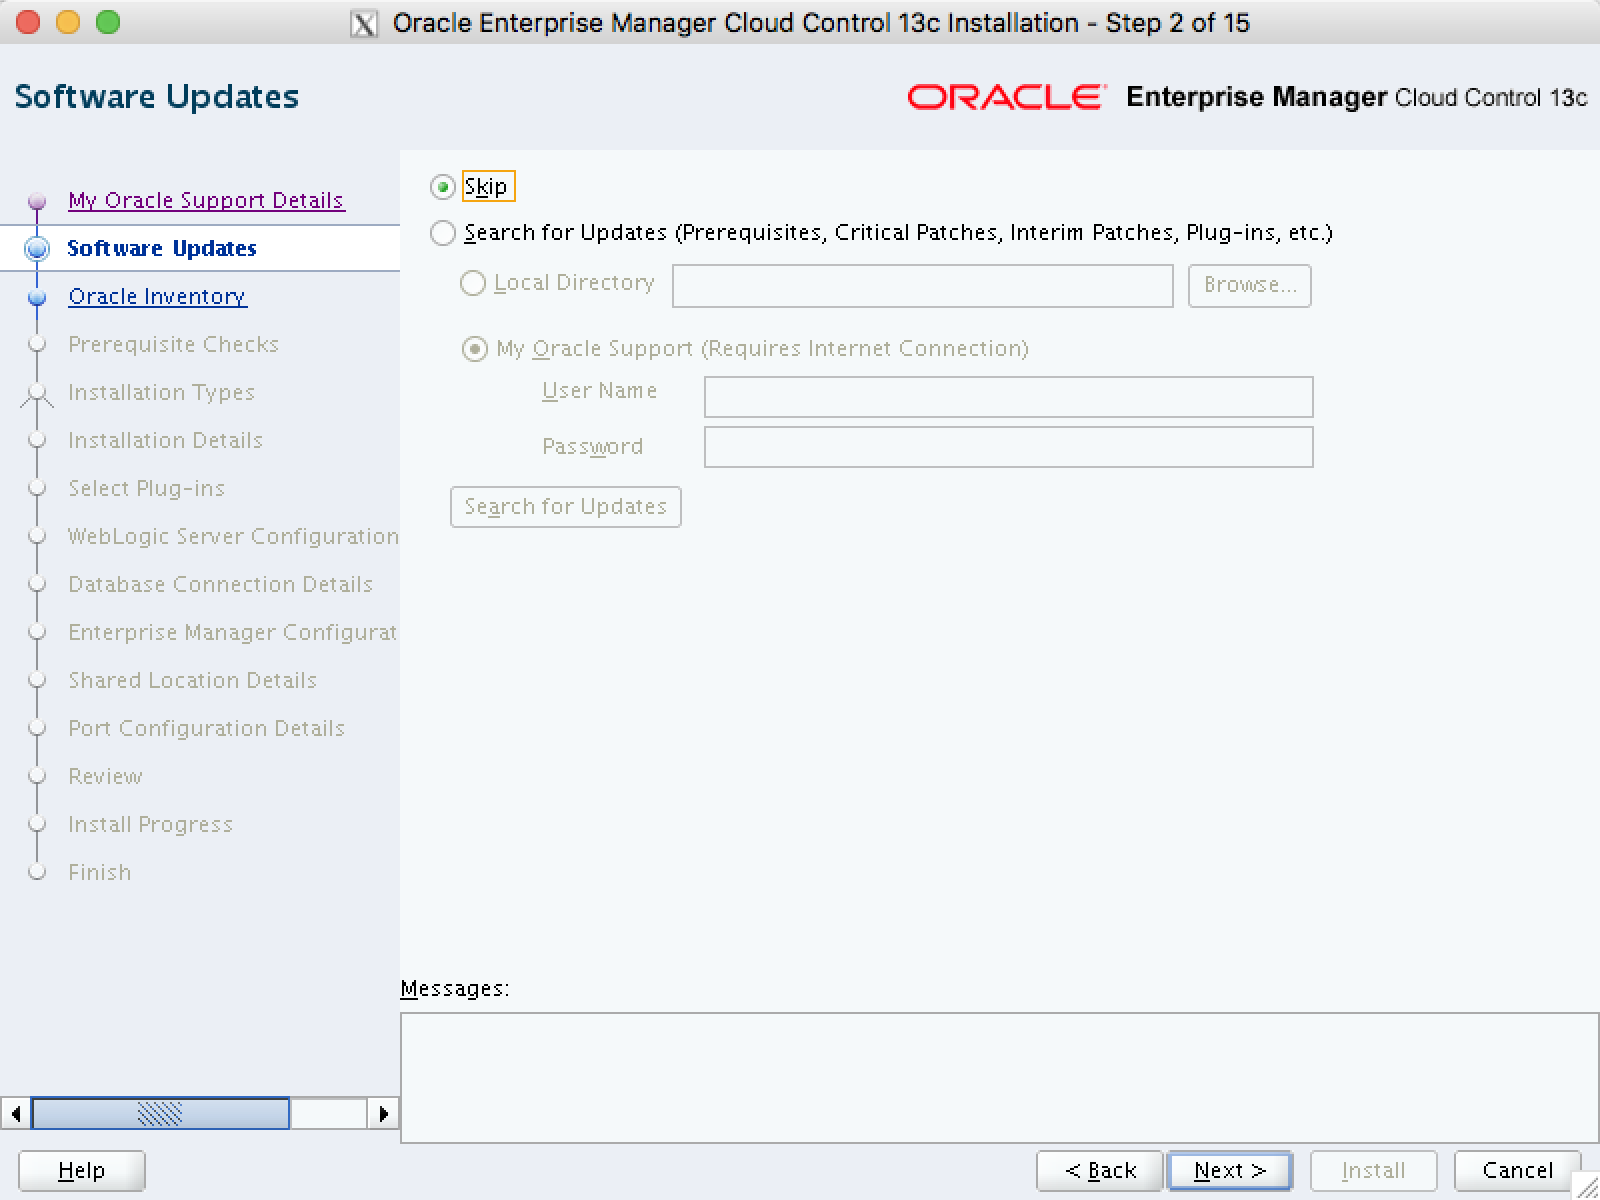 Oracle Enterprise Manager Cloud Control 13c Installation - Step 2 of 15
Software Updates
ORACLE Enterprise Manager Cloud Control 13c
My Oracle Support Details
Software Updates
Oracle Inventory
Prerequisite Checks
Installation Types
Installation Details
Select Plug-ins
WebLogic Server Configuration
Database Connection Details
Enterprise Manager Configurat
Shared Location Details
Port Configuration Details
Review
Install Progress
Finish
Skip
Search for Updates (Prerequisites, Critical Patches, Interim Patches, Plug-ins, etc.)
Local Directory
Browse...
My Oracle Support (Requires Internet Connection)
User Name
Password
Search for Updates
Messages:
Help
< Back
Next >
Install
Cancel